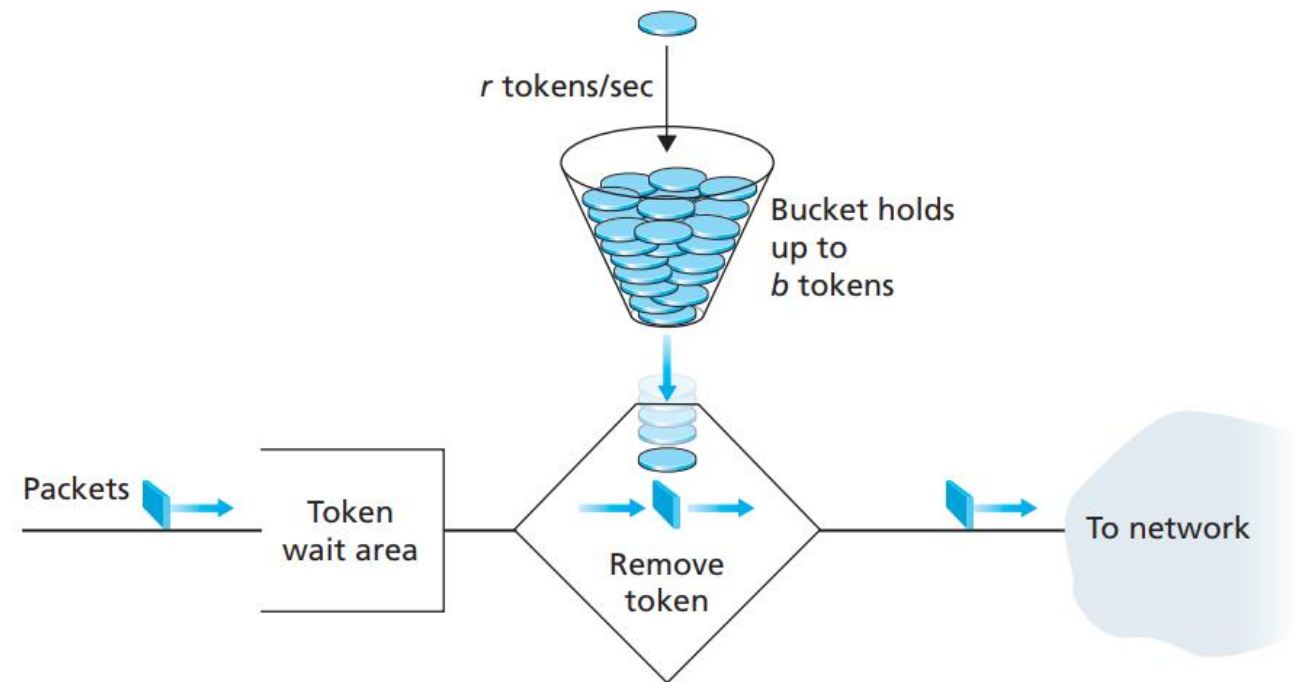 r tokens/sec
Bucket holds
up to
b tokens
Packets
Token
wait area
Remove
token
To network